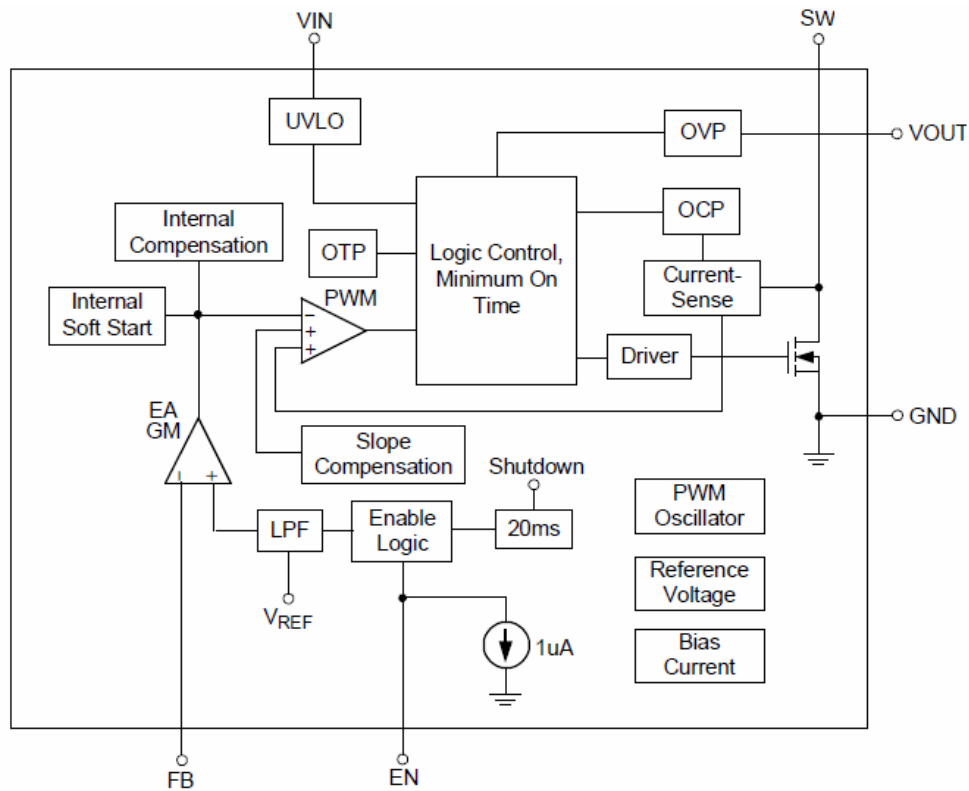 VIN
SW
UVLO
OVP
VOUT
Internal
Compensation
OCP
OTP
Logic Control,
Minimum On
Time
Current-
Sense
PWM
Internal
Soft Start
−
+
+
Driver
EA
GM
GND
− +
Slope
Compensation
Shutdown
PWM
Oscillator
LPF
Enable
Logic
20ms
Reference
Voltage
VREF
1uA
Bias
Current
FB
EN